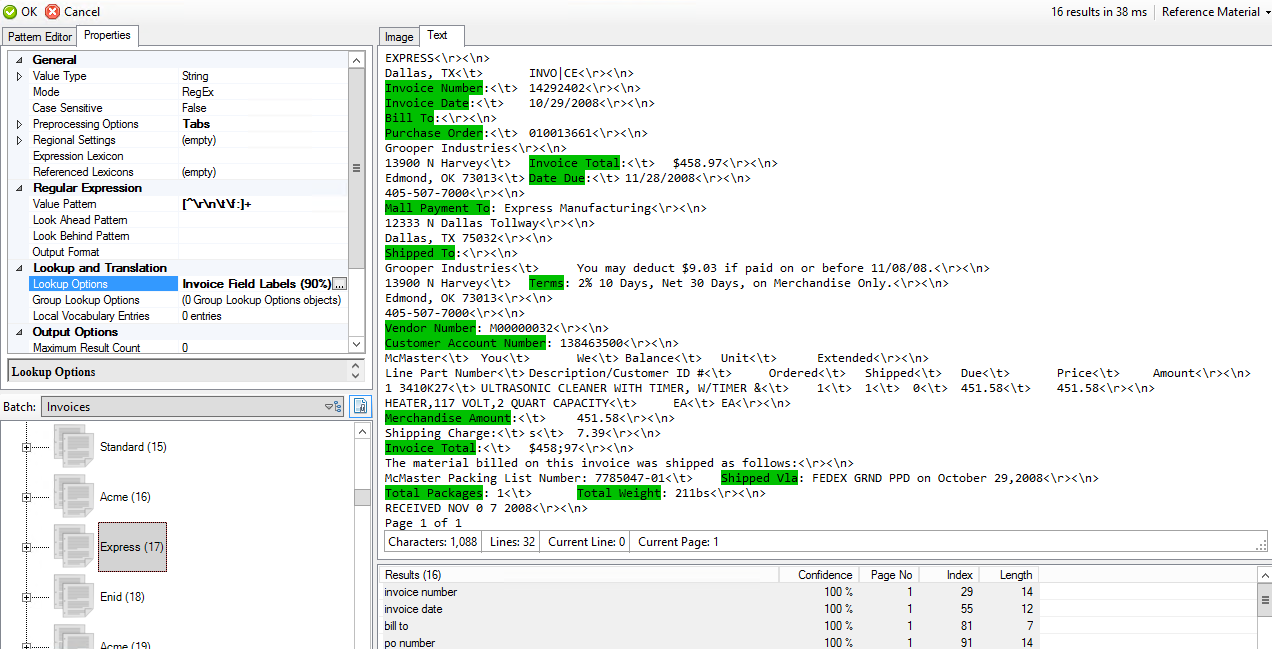 OK Cancel 16 results in 38 ms Reference Material
Pattern Editor Properties
General
Value Type String
Mode RegEx
Case Sensitive False
Preprocessing Options Tabs
Regional Settings (empty)
Expression Lexicon
Referenced Lexicons (empty)
Regular Expression
Value Pattern [^\r\n\t\f:]+
Look Ahead Pattern
Look Behind Pattern
Output Format
Lookup and Translation
Lookup Options Invoice Field Labels (90%) ...
Group Lookup Options (0 Group Lookup Options objects)
Local Vocabulary Entries 0 entries
Output Options
Maximum Result Count 0
Lookup Options
Batch: Invoices
Standard (15)
Acme (16)
Express (17)
Enid (18)
Acme (19)
Image Text
EXPRESS<\r><\n>
Dallas, TX<\t> INVO|CE<\r><\n>
Invoice Number:<\t> 14292402<\r><\n>
Invoice Date:<\t> 10/29/2008<\r><\n>
Bill To:<\r><\n>
Purchase Order:<\t> 010013661<\r><\n>
Grooper Industries<\r><\n>
13900 N Harvey<\t> Invoice Total:<\t> $458.97<\r><\n>
Edmond, OK 73013<\t> Date Due:<\t> 11/28/2008<\r><\n>
405-507-7000<\r><\n>
Mall Payment To: Express Manufacturing<\r><\n>
12333 N Dallas Tollway<\r><\n>
Dallas, TX 75032<\r><\n>
Shipped To:<\r><\n>
Grooper Industries<\t> You may deduct $9.03 if paid on or before 11/08/08.<\r><\n>
13900 N Harvey<\t> Terms: 2% 10 Days, Net 30 Days, on Merchandise Only.<\r><\n>
Edmond, OK 73013<\r><\n>
405-507-7000<\r><\n>
Vendor Number: M00000032<\r><\n>
Customer Account Number: 138463500<\r><\n>
McMaster<\t> You<\t> We<\t> Balance<\t> Unit<\t> Extended<\r><\n>
Line Part Number<\t> Description/Customer ID #<\t> Ordered<\t> Shipped<\t> Due<\t> Price<\t> Amount<\r><\n>
1 3410K27<\t> ULTRASONIC CLEANER WITH TIMER, W/TIMER &<\t> 1<\t> 1<\t> 0<\t> 451.58<\t> 451.58<\r><\n>
HEATER,117 VOLT,2 QUART CAPACITY<\t> EA<\t> EA<\r><\n>
Merchandise Amount:<\t> 451.58<\r><\n>
Shipping Charge:<\t> s<\t> 7.39<\r><\n>
Invoice Total:<\t> $458;97<\r><\n>
The material billed on this invoice was shipped as follows:<\r><\n>
McMaster Packing List Number: 7785047-01<\t> Shipped Vla: FEDEX GRND PPD on October 29,2008<\r><\n>
Total Packages: 1<\t> Total Weight: 211bs<\r><\n>
RECEIVED NOV 0 7 2008<\r><\n>
Page 1 of 1
Characters: 1,088 Lines: 32 Current Line: 0 Current Page: 1
Results (16) Confidence Page No Index Length
invoice number 100 % 1 29 14
invoice date 100 % 1 55 12
bill to 100 % 1 81 7
po number 100 % 1 91 14